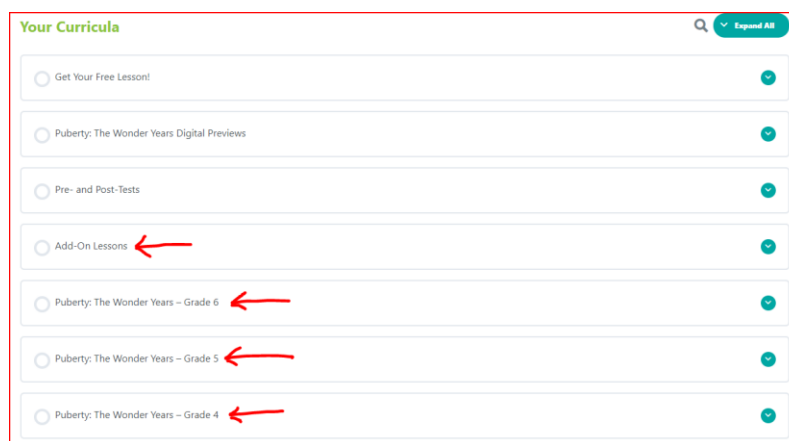 Your Curricula
Expand All
Get Your Free Lesson!
Puberty: The Wonder Years Digital Previews
Pre- and Post-Tests
Add-On Lessons
Puberty: The Wonder Years – Grade 6
Puberty: The Wonder Years – Grade 5
Puberty: The Wonder Years – Grade 4